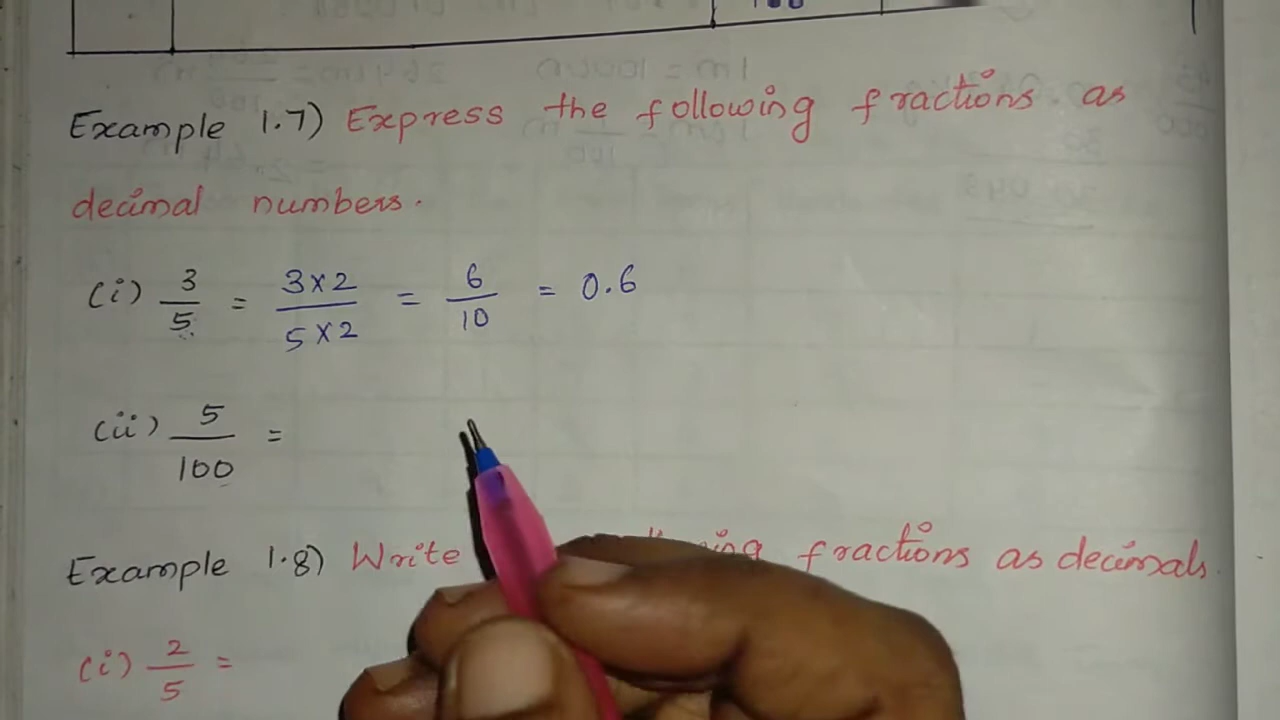 Example 1.7) Express the following fractions as
decimal numbers.
(i) 3/5 = 3×2/5×2 = 6/10 = 0.6
(ii) 5/100 =
Example 1.8) Write fractions as decimals
(i) 2/5 =